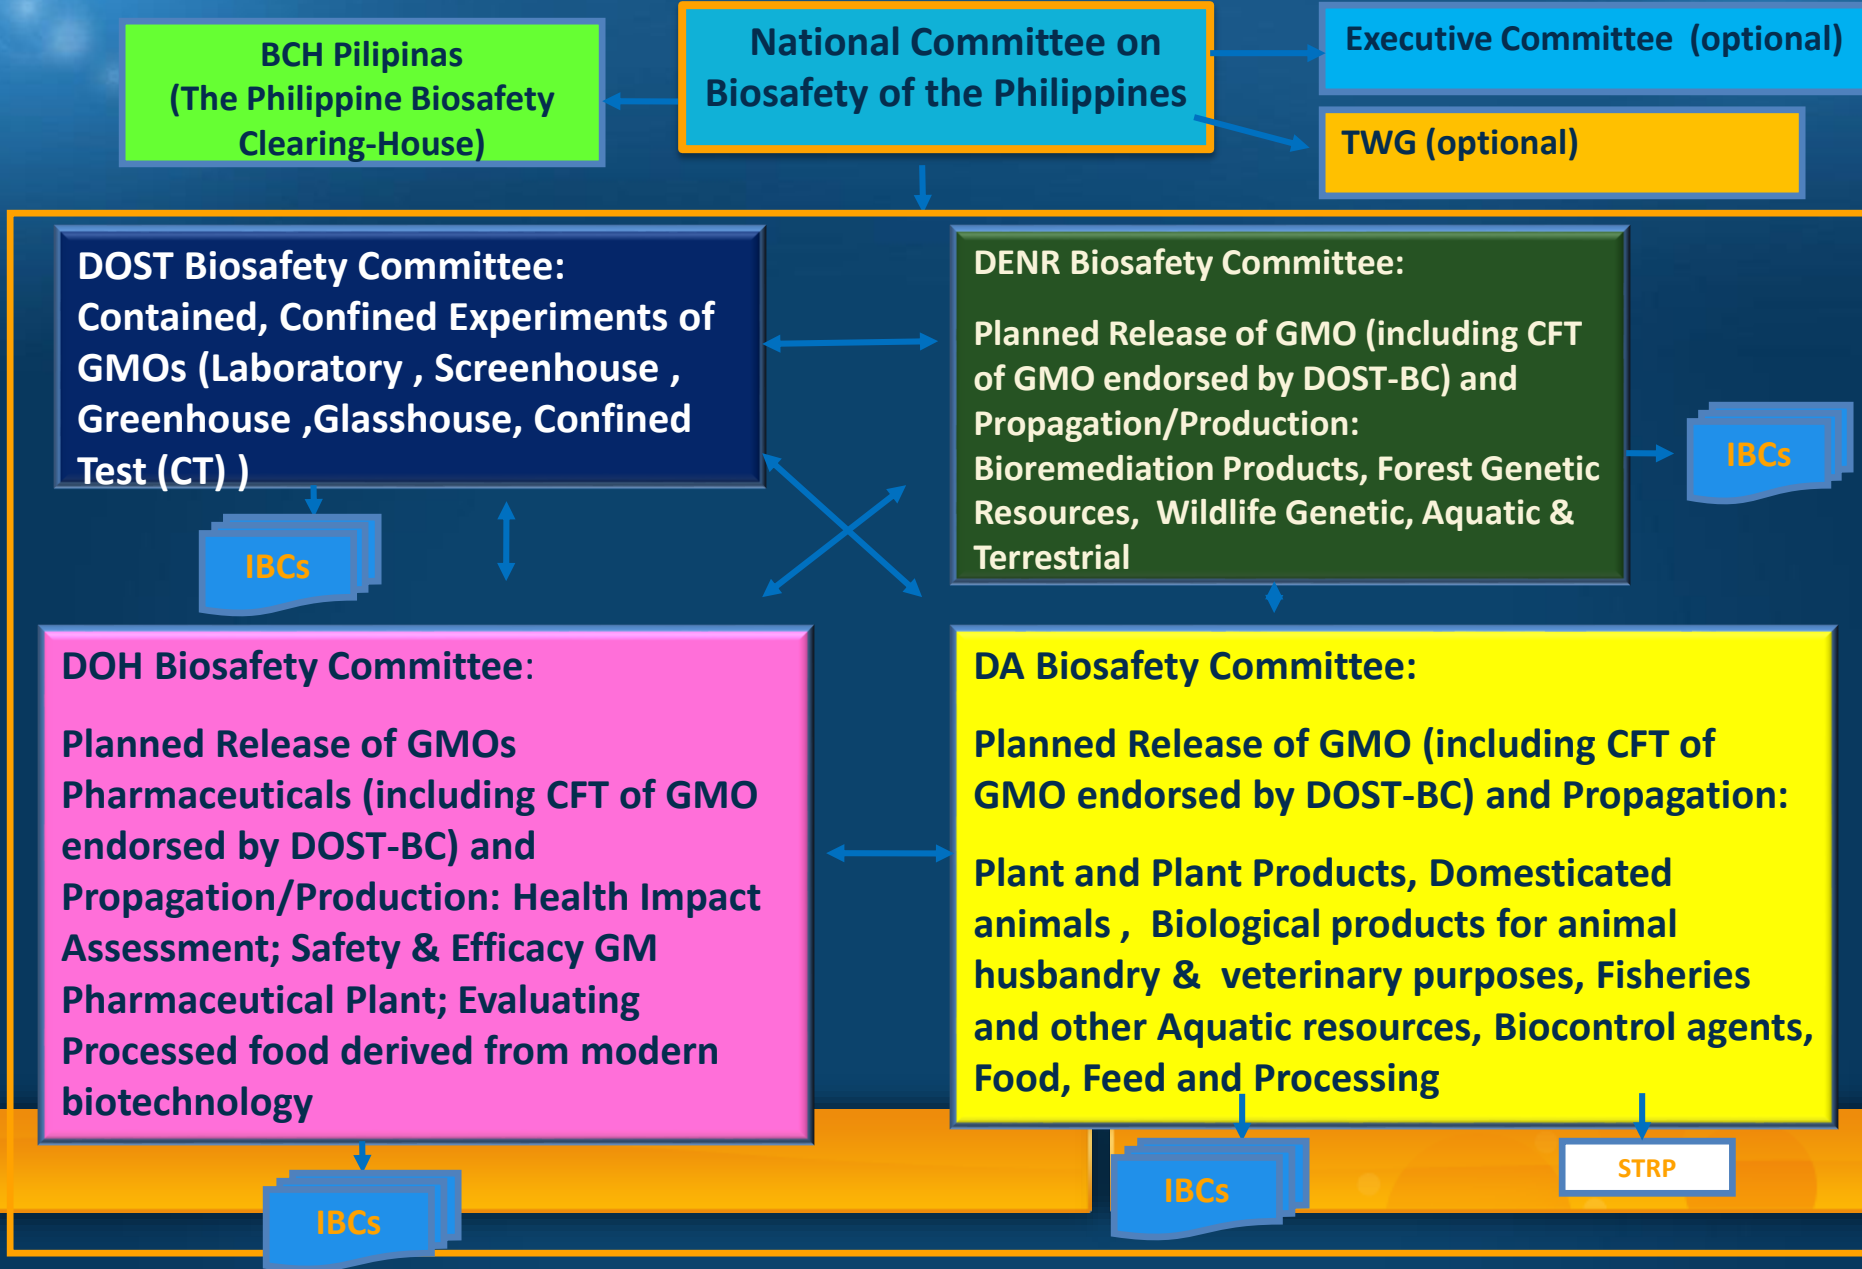 BCH Pilipinas
(The Philippine Biosafety
Clearing-House)
National Committee on
Biosafety of the Philippines
Executive Committee (optional)
TWG (optional)
DOST Biosafety Committee:
Contained, Confined Experiments of
GMOs (Laboratory , Screenhouse ,
Greenhouse ,Glasshouse, Confined
Test (CT) )
IBCs
DENR Biosafety Committee:
Planned Release of GMO (including CFT
of GMO endorsed by DOST-BC) and
Propagation/Production:
Bioremediation Products, Forest Genetic
Resources, Wildlife Genetic, Aquatic &
Terrestrial
IBCs
DOH Biosafety Committee:
Planned Release of GMOs
Pharmaceuticals (including CFT of GMO
endorsed by DOST-BC) and
Propagation/Production: Health Impact
Assessment; Safety & Efficacy GM
Pharmaceutical Plant; Evaluating
Processed food derived from modern
biotechnology
IBCs
DA Biosafety Committee:
Planned Release of GMO (including CFT of
GMO endorsed by DOST-BC) and Propagation:
Plant and Plant Products, Domesticated
animals , Biological products for animal
husbandry & veterinary purposes, Fisheries
and other Aquatic resources, Biocontrol agents,
Food, Feed and Processing
IBCs
STRP